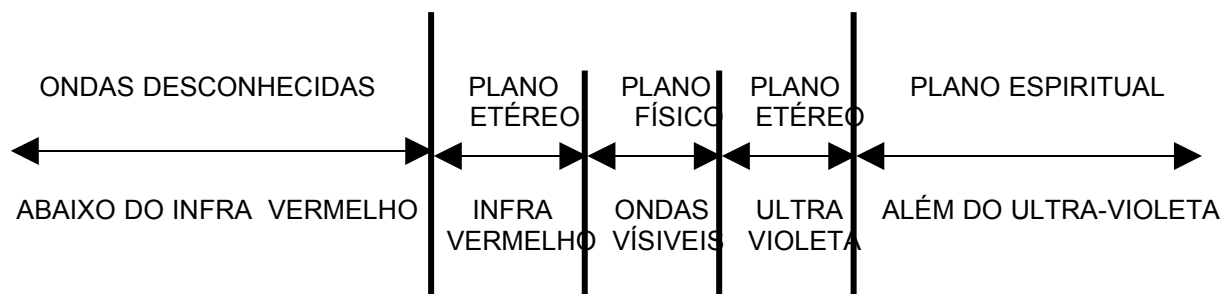 ONDAS DESCONHECIDAS
PLANO ETÉREO
PLANO FÍSICO
PLANO ETÉREO
PLANO ESPIRITUAL
ABAIXO DO INFRA VERMELHO
INFRA VERMELHO
ONDAS VÍSIVEIS
ULTRA VIOLETA
ALÉM DO ULTRA-VIOLETA